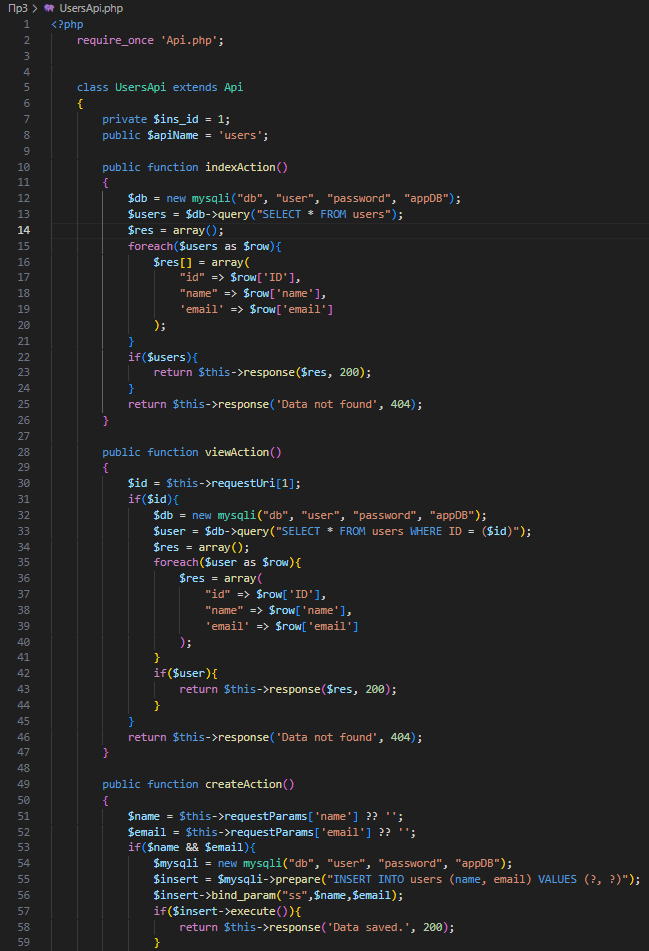 Пр3 > UsersApi.php
1 <?php
2 require_once 'Api.php';
3
4
5 class UsersApi extends Api
6 {
7 private $ins_id = 1;
8 public $apiName = 'users';
9
10 public function indexAction()
11 {
12 $db = new mysqli("db", "user", "password", "appDB");
13 $users = $db->query("SELECT * FROM users");
14 $res = array();
15 foreach($users as $row){
16 $res[] = array(
17 "id" => $row['ID'],
18 "name" => $row['name'],
19 'email' => $row['email']
20 );
21 }
22 if($users){
23 return $this->response($res, 200);
24 }
25 return $this->response('Data not found', 404);
26 }
27
28 public function viewAction()
29 {
30 $id = $this->requestUri[1];
31 if($id){
32 $db = new mysqli("db", "user", "password", "appDB");
33 $user = $db->query("SELECT * FROM users WHERE ID = ($id)");
34 $res = array();
35 foreach($user as $row){
36 $res = array(
37 "id" => $row['ID'],
38 "name" => $row['name'],
39 'email' => $row['email']
40 );
41 }
42 if($user){
43 return $this->response($res, 200);
44 }
45 }
46 return $this->response('Data not found', 404);
47 }
48
49 public function createAction()
50 {
51 $name = $this->requestParams['name'] ?? '';
52 $email = $this->requestParams['email'] ?? '';
53 if($name && $email){
54 $mysqli = new mysqli("db", "user", "password", "appDB");
55 $insert = $mysqli->prepare("INSERT INTO users (name, email) VALUES (?, ?)");
56 $insert->bind_param("ss",$name,$email);
57 if($insert->execute()){
58 return $this->response('Data saved.', 200);
59 }